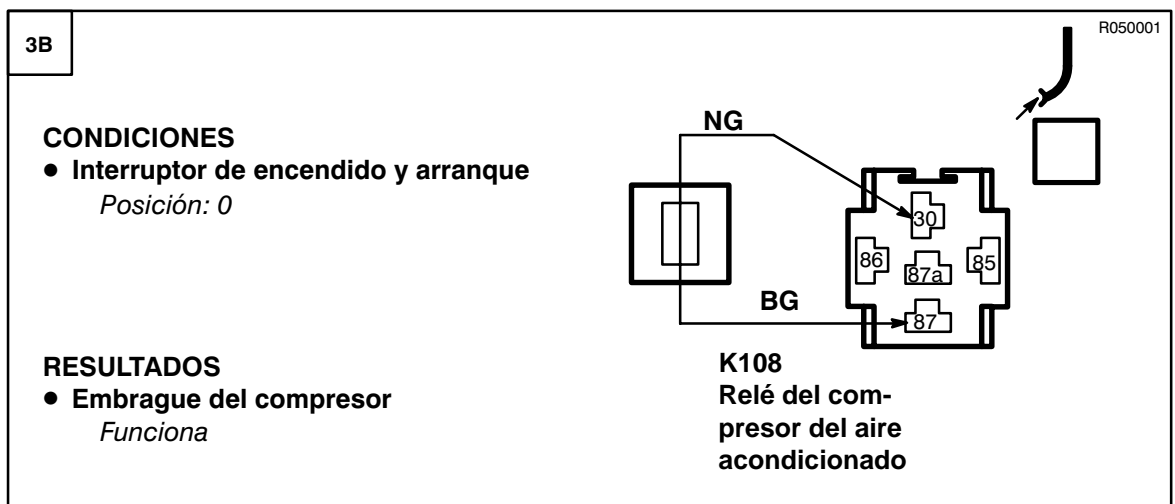 3B
R050001
CONDICIONES
● Interruptor de encendido y arranque
Posición: 0
RESULTADOS
● Embrague del compresor
Funciona
NG
BG
30
86
87a
85
87
K108
Relé del com-
presor del aire
acondicionado